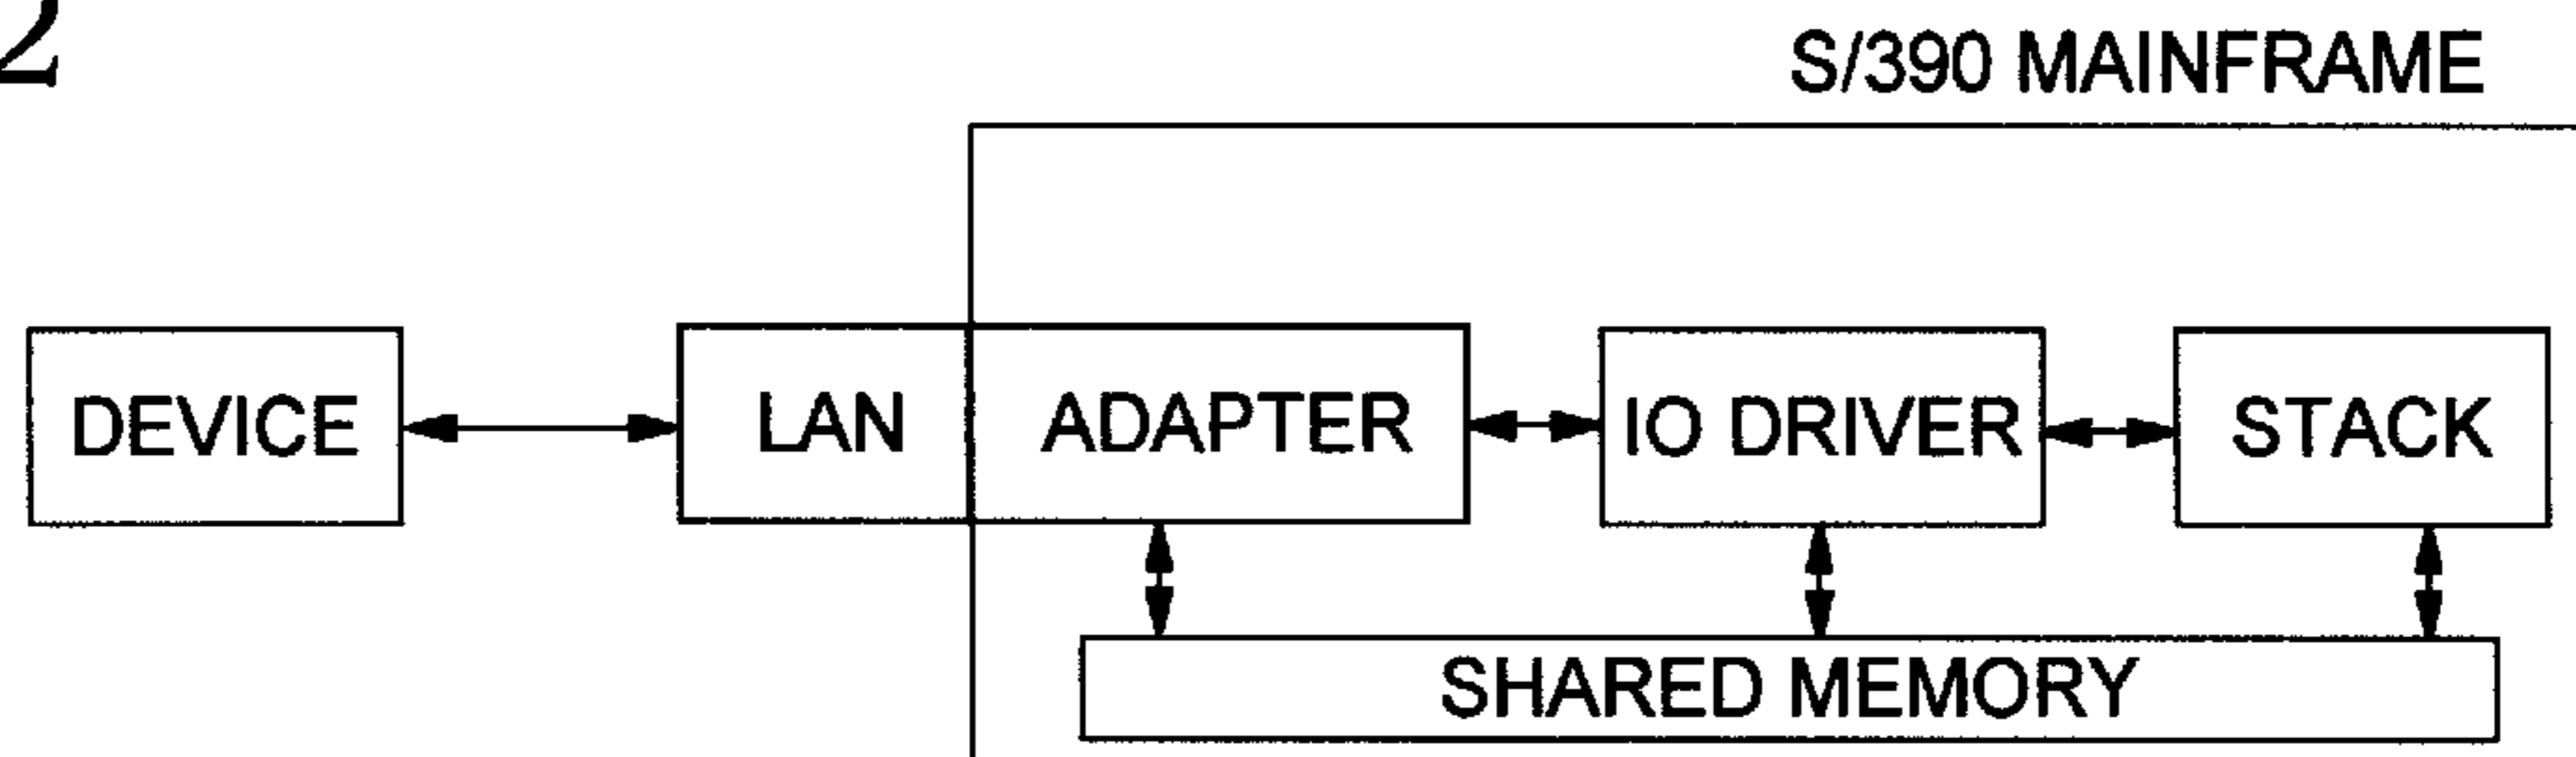 2
S/390 MAINFRAME
DEVICE
LAN
ADAPTER
IO DRIVER
STACK
SHARED MEMORY